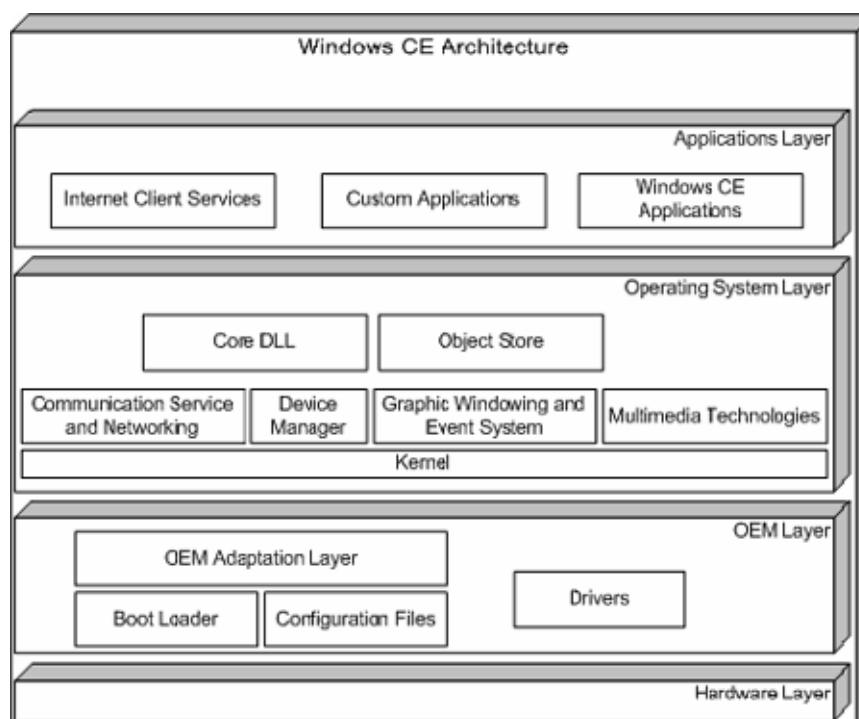 Windows CE Architecture
Applications Layer
Internet Client Services
Custom Applications
Windows CE
Applications
Operating System Layer
Core DLL
Object Store
Communication Service
and Networking
Device
Manager
Graphic Windowing and
Event System
Multimedia Technologies
Kernel
OEM Layer
OEM Adaptation Layer
Boot Loader
Configuration Files
Drivers
Hardware Layer